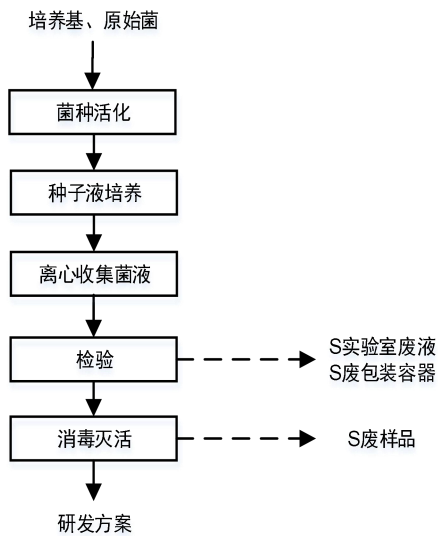 培养基、原始菌
菌种活化
种子液培养
离心收集菌液
检验
S实验室废液
S废包装容器
消毒灭活
S废样品
研发方案